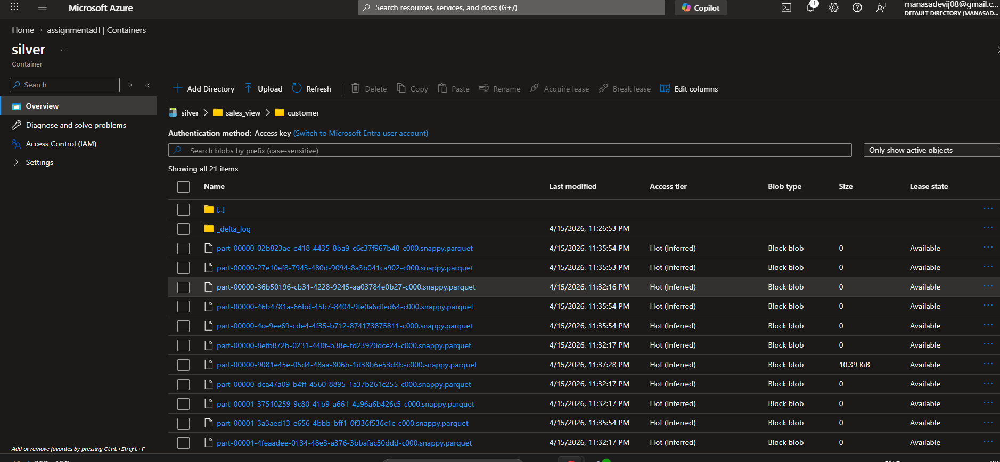 Microsoft Azure
Search resources, services, and docs (G+/)
Copilot
1
manasadevij08@gmail.c...
DEFAULT DIRECTORY (MANASAD...
Home > assignmentadf | Containers
silver ...
Container
Search
Overview
Diagnose and solve problems
Access Control (IAM)
Settings
Add or remove favorites by pressing Ctrl+Shift+F
Add Directory Upload Refresh Delete Copy Paste Rename Acquire lease Break lease Edit columns
silver > sales_view > customer
Authentication method: Access key (Switch to Microsoft Entra user account)
Search blobs by prefix (case-sensitive)
Only show active objects
Showing all 21 items
Name Last modified Access tier Blob type Size Lease state
[..]
_delta_log 4/15/2026, 11:26:53 PM
part-00000-02b823ae-e418-4435-8ba9-c6c37f967b48-c000.snappy.parquet 4/15/2026, 11:35:54 PM Hot (Inferred) Block blob 0 Available
part-00000-27e10ef8-7943-480d-9094-8a3b041ca902-c000.snappy.parquet 4/15/2026, 11:35:53 PM Hot (Inferred) Block blob 0 Available
part-00000-36b50196-cb31-4228-9245-aa03784e0b27-c000.snappy.parquet 4/15/2026, 11:32:16 PM Hot (Inferred) Block blob 0 Available
part-00000-46b4781a-66bd-45b7-8404-9fe0a6dfed64-c000.snappy.parquet 4/15/2026, 11:35:54 PM Hot (Inferred) Block blob 0 Available
part-00000-4ce9ee69-cde4-4f35-b712-874173875811-c000.snappy.parquet 4/15/2026, 11:35:54 PM Hot (Inferred) Block blob 0 Available
part-00000-8efb872b-0231-440f-b38e-fd23920dce24-c000.snappy.parquet 4/15/2026, 11:32:17 PM Hot (Inferred) Block blob 0 Available
part-00000-9081e45e-05d4-48aa-806b-1d38b6e53d3b-c000.snappy.parquet 4/15/2026, 11:37:28 PM Hot (Inferred) Block blob 10.39 KiB Available
part-00000-dca47a09-b4ff-4560-8895-1a37b261c255-c000.snappy.parquet 4/15/2026, 11:32:17 PM Hot (Inferred) Block blob 0 Available
part-00001-37510259-9c80-41b9-a661-4a96a6b426c5-c000.snappy.parquet 4/15/2026, 11:32:17 PM Hot (Inferred) Block blob 0 Available
part-00001-3a3aed13-e656-4bbb-bff1-0f336f536c1c-c000.snappy.parquet 4/15/2026, 11:35:54 PM Hot (Inferred) Block blob 0 Available
part-00001-4feaadee-0134-48e3-a376-3bbafac50ddd-c000.snappy.parquet 4/15/2026, 11:32:17 PM Hot (Inferred) Block blob 0 Available